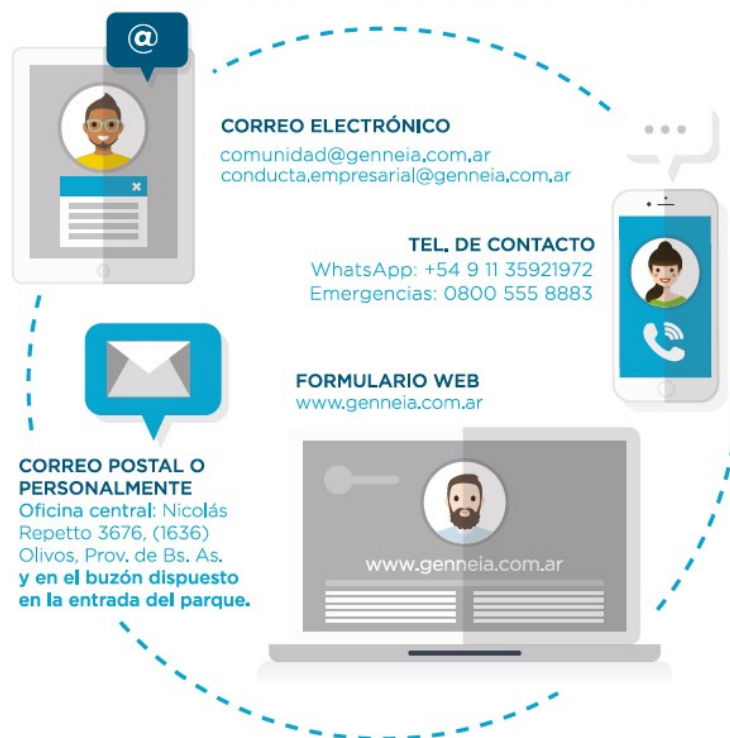 @
CORREO ELECTRÓNICO
comunidad@genneia.com.ar
conducta.empresarial@genneia.com.ar
TEL. DE CONTACTO
WhatsApp: +54 9 11 35921972
Emergencias: 0800 555 8883
FORMULARIO WEB
www.genneia.com.ar
CORREO POSTAL O
PERSONALMENTE
Oficina central: Nicolás
Repetto 3676, (1636)
Olivos, Prov. de Bs. As.
y en el buzón dispuesto
en la entrada del parque.
www.genneia.com.ar